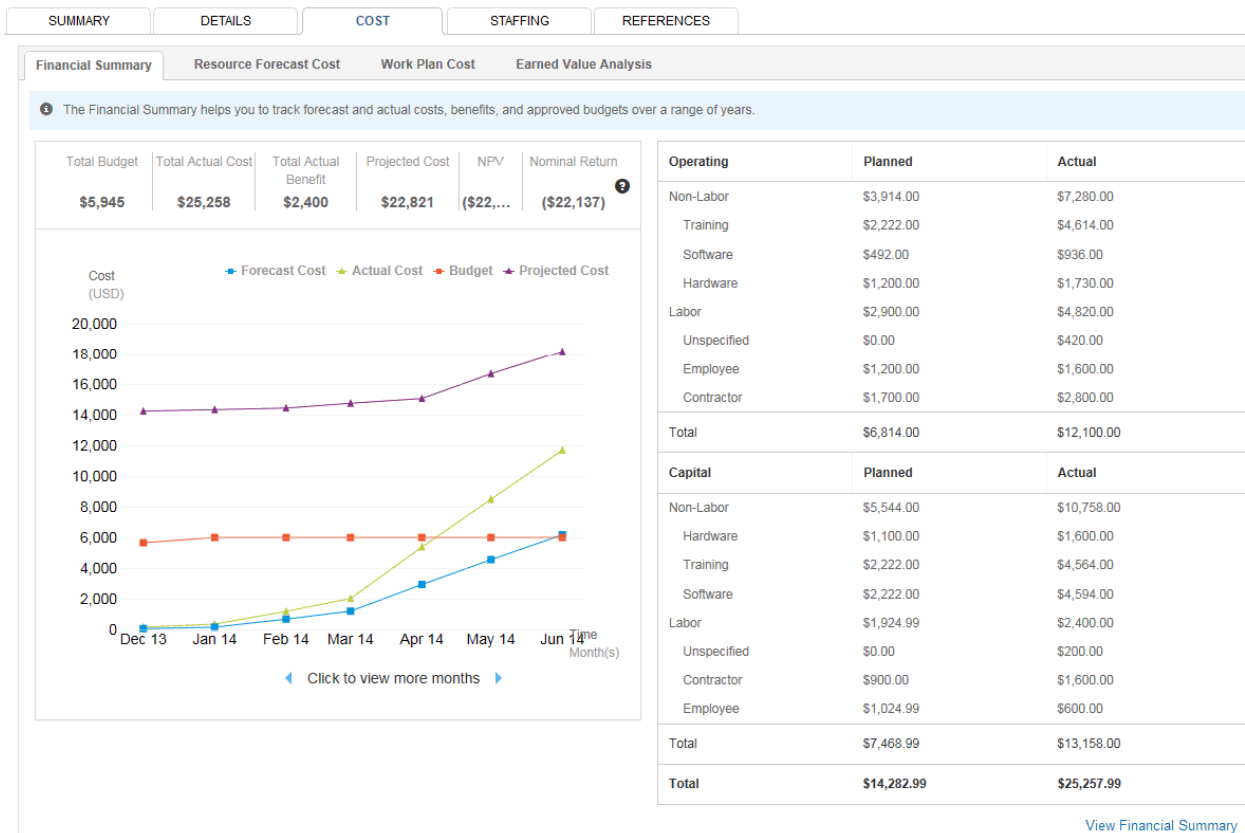 SUMMARY DETAILS COST STAFFING REFERENCES
Financial Summary Resource Forecast Cost Work Plan Cost Earned Value Analysis
The Financial Summary helps you to track forecast and actual costs, benefits, and approved budgets over a range of years.
Total Budget Total Actual Cost Total Actual Benefit Projected Cost NPV Nominal Return
$5,945 $25,258 $2,400 $22,821 ($22,... ($22,137) ?
Cost
(USD)
Forecast Cost Actual Cost Budget Projected Cost
20,000
18,000
16,000
14,000
12,000
10,000
8,000
6,000
4,000
2,000
0
Dec 13 Jan 14 Feb 14 Mar 14 Apr 14 May 14 Jun 14
Time
Month(s)
Click to view more months
Operating Planned Actual
Non-Labor $3,914.00 $7,280.00
Training $2,222.00 $4,614.00
Software $492.00 $936.00
Hardware $1,200.00 $1,730.00
Labor $2,900.00 $4,820.00
Unspecified $0.00 $420.00
Employee $1,200.00 $1,600.00
Contractor $1,700.00 $2,800.00
Total $6,814.00 $12,100.00
Capital Planned Actual
Non-Labor $5,544.00 $10,758.00
Hardware $1,100.00 $1,600.00
Training $2,222.00 $4,564.00
Software $2,222.00 $4,594.00
Labor $1,924.99 $2,400.00
Unspecified $0.00 $200.00
Contractor $900.00 $1,600.00
Employee $1,024.99 $600.00
Total $7,468.99 $13,158.00
Total $14,282.99 $25,257.99
View Financial Summary